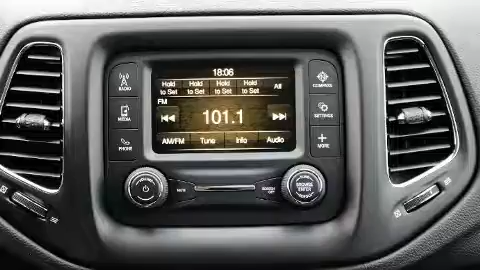 18:06
Hold to Set Hold to Set Hold to Set Hold to Set All
FM
101.1
AM/FM Tune Info Audio
RADIO
MEDIA
PHONE
COMPASS
SETTINGS
MORE
MUTE
SCREEN OFF
BROWSE
ENTER